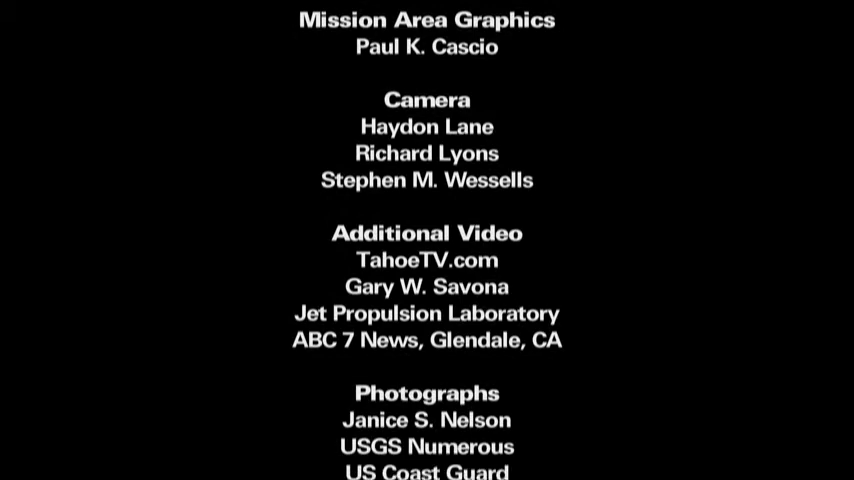 Mission Area Graphics
Paul K. Cascio
Camera
Haydon Lane
Richard Lyons
Stephen M. Wessells
Additional Video
TahoeTV.com
Gary W. Savona
Jet Propulsion Laboratory
ABC 7 News, Glendale, CA
Photographs
Janice S. Nelson
USGS Numerous
US Coast Guard